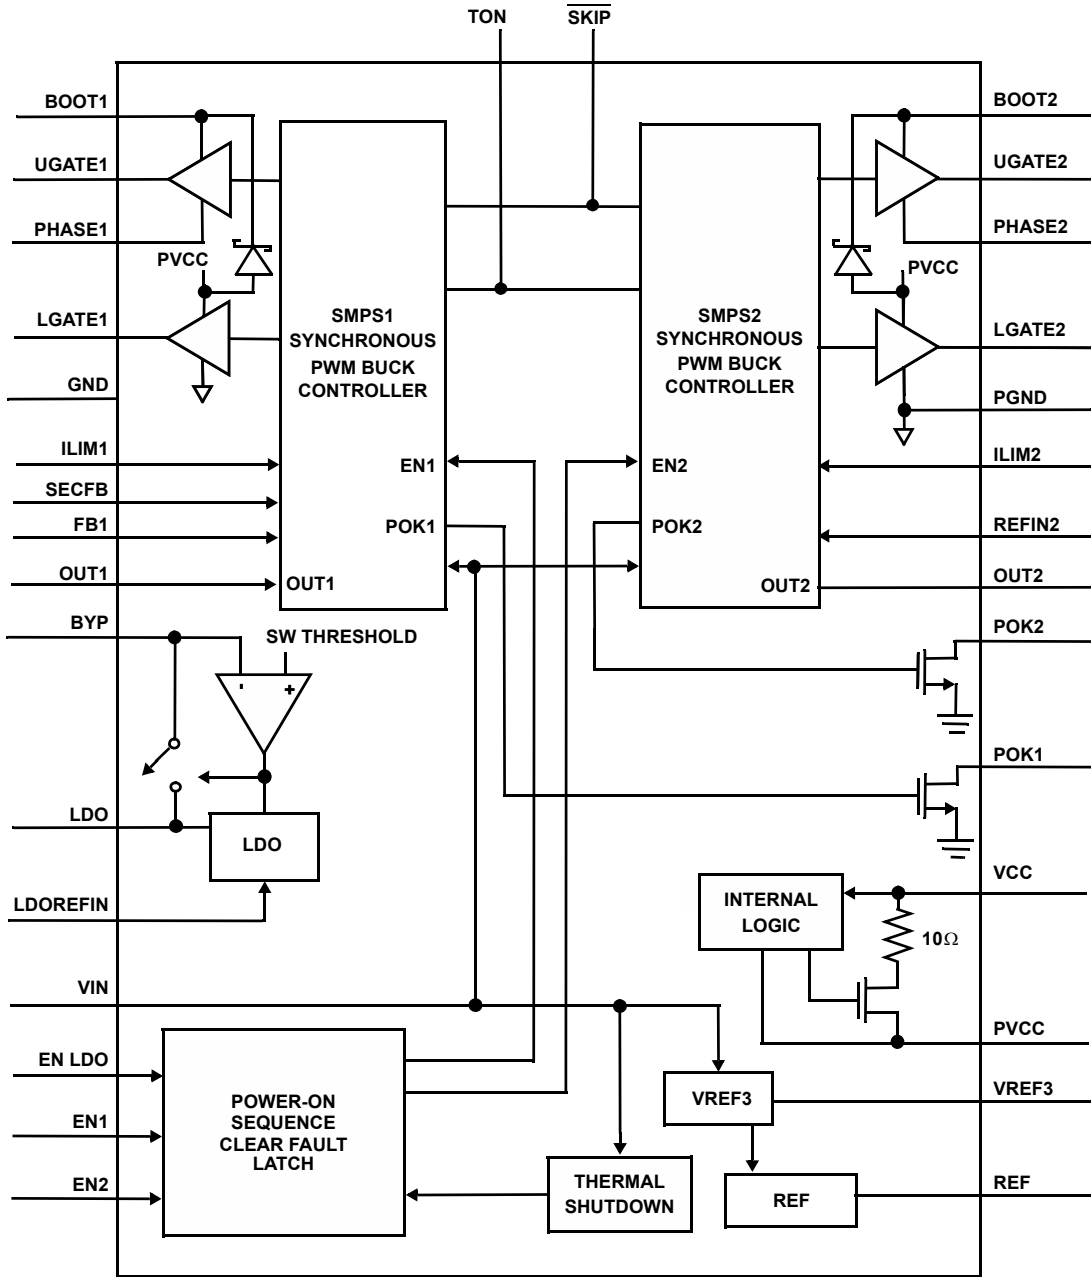 TON
SKIP
BOOT1
UGATE1
PHASE1
PVCC
LGATE1
GND
ILIM1
SECFB
FB1
OUT1
BYP
LDO
LDOREFIN
VIN
EN LDO
EN1
EN2
SMPS1
SYNCHRONOUS
PWM BUCK
CONTROLLER
EN1
POK1
OUT1
SW THRESHOLD
-
+
LDO
POWER-ON
SEQUENCE
CLEAR FAULT
LATCH
THERMAL
SHUTDOWN
SMPS2
SYNCHRONOUS
PWM BUCK
CONTROLLER
EN2
POK2
OUT2
PVCC
INTERNAL
LOGIC
10Ω
VREF3
REF
BOOT2
UGATE2
PHASE2
LGATE2
PGND
ILIM2
REFIN2
OUT2
POK2
POK1
VCC
PVCC
VREF3
REF